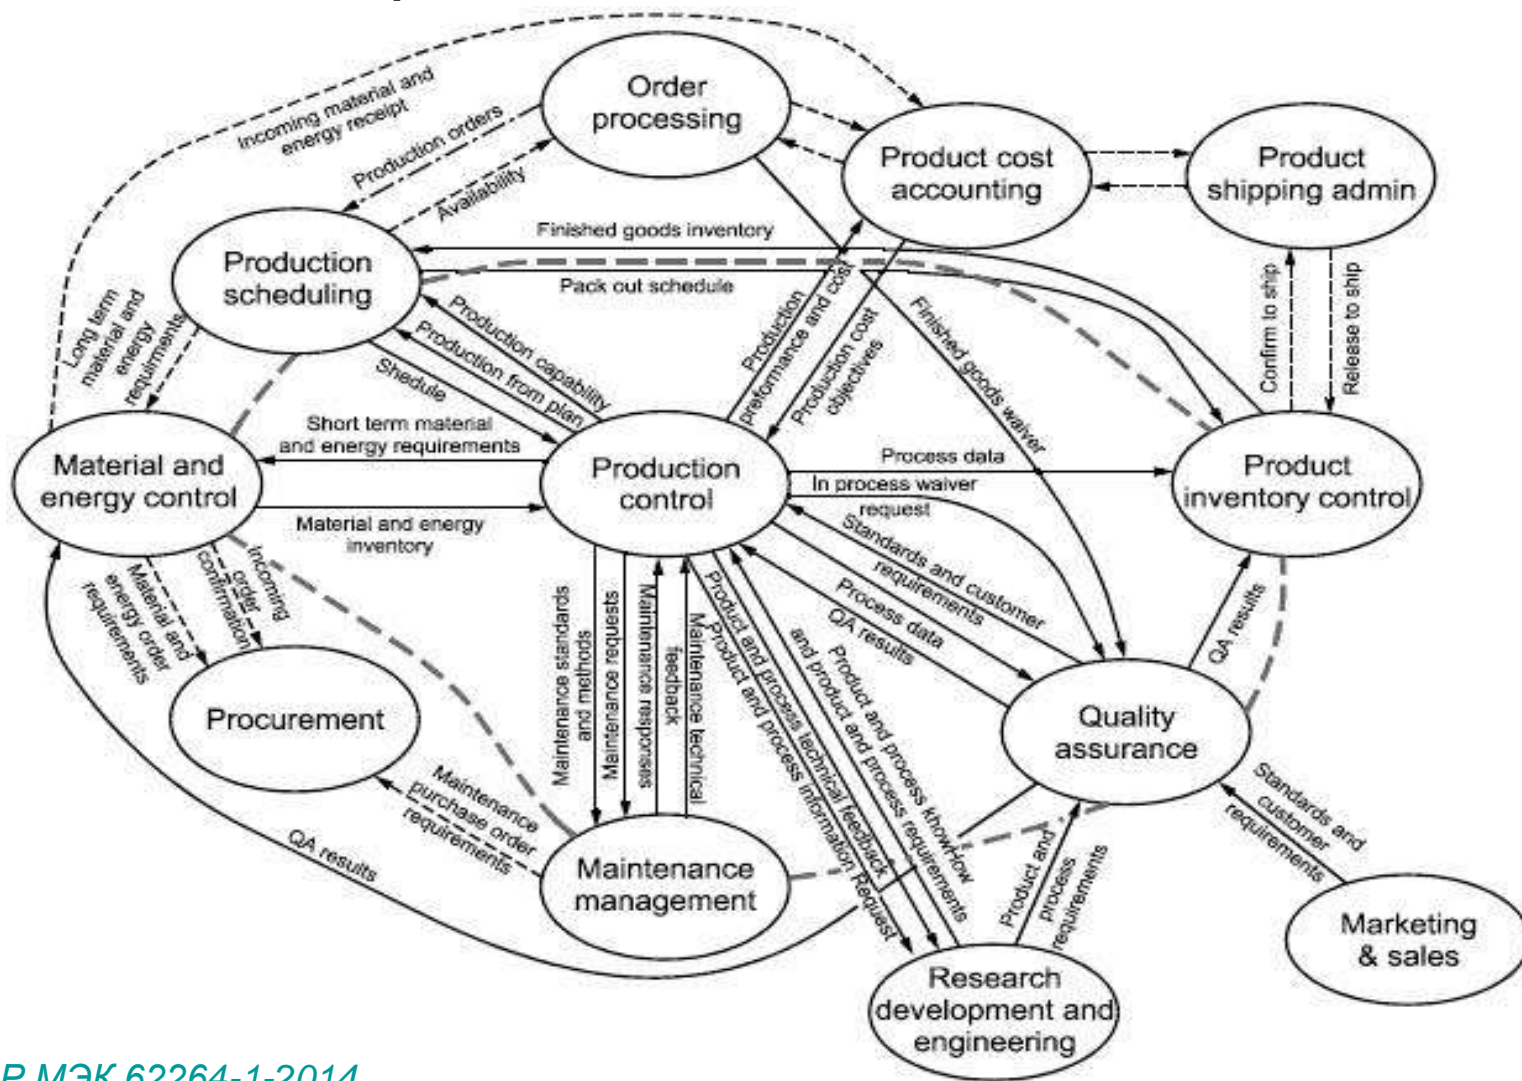 Incoming material and
energy receipt
Order
processing
Production orders
Availability
Product cost
accounting
Product
shipping admin
Production
scheduling
Finished goods inventory
Pack out schedule
Long term
material and
energy
requirments
Production capability
Production from plan
Shedule
Production
preformance and cost
Production cost
objectives
Finished goods waiver
Confirm to ship
Release to ship
Material and
energy control
Short term material
and energy requirements
Material and energy
inventory
Production
control
Process data
In process waiver
request
Product
inventory control
Standards and customer
requirements
Process data
QA results
QA results
Material and
energy order
requirements
Incoming
order
confirmation
Maintenance standards
and methods
Maintenance requests
Maintenance responses
Maintenance technical
feedback
Product and process technical feedback
Product and process information Request
Product and process khowHow
and product and process requirements
Procurement
Quality
assurance
Maintenance
purchase order
requirements
QA results
Maintenance
management
Product and
process
requirements
Standards and
customer
requirements
Marketing
& sales
Research
development and
engineering
Р МЭК 62264-1-2014